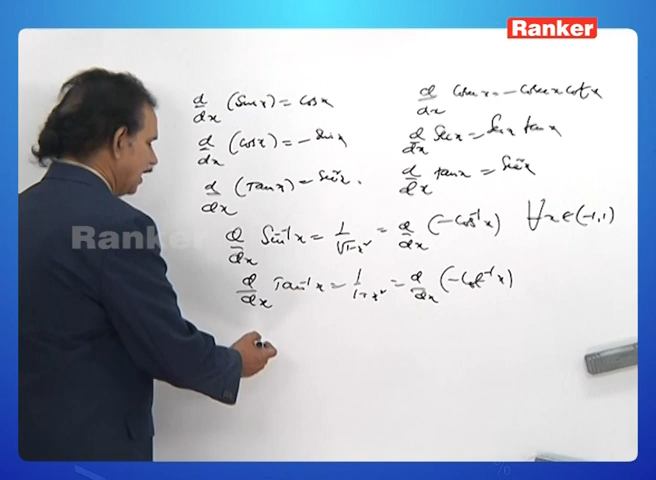 Ranker
d/dx (Sin x) = Cos x
d/dx (Cos x) = - Sin x
d/dx (Tan x) = Sec²x.
d/dx Cosec x = - Cosec x Cot x
d/dx Sec x = Sec x tan x
d/dx tan x = Sec²x
d/dx Sin⁻¹x = 1/√1-x² = d/dx (-Cos⁻¹x) ∀ x ∈ (-1, 1)
d/dx Tan⁻¹x = 1/1+x² = d/dx (-Cot⁻¹x)
Ranker